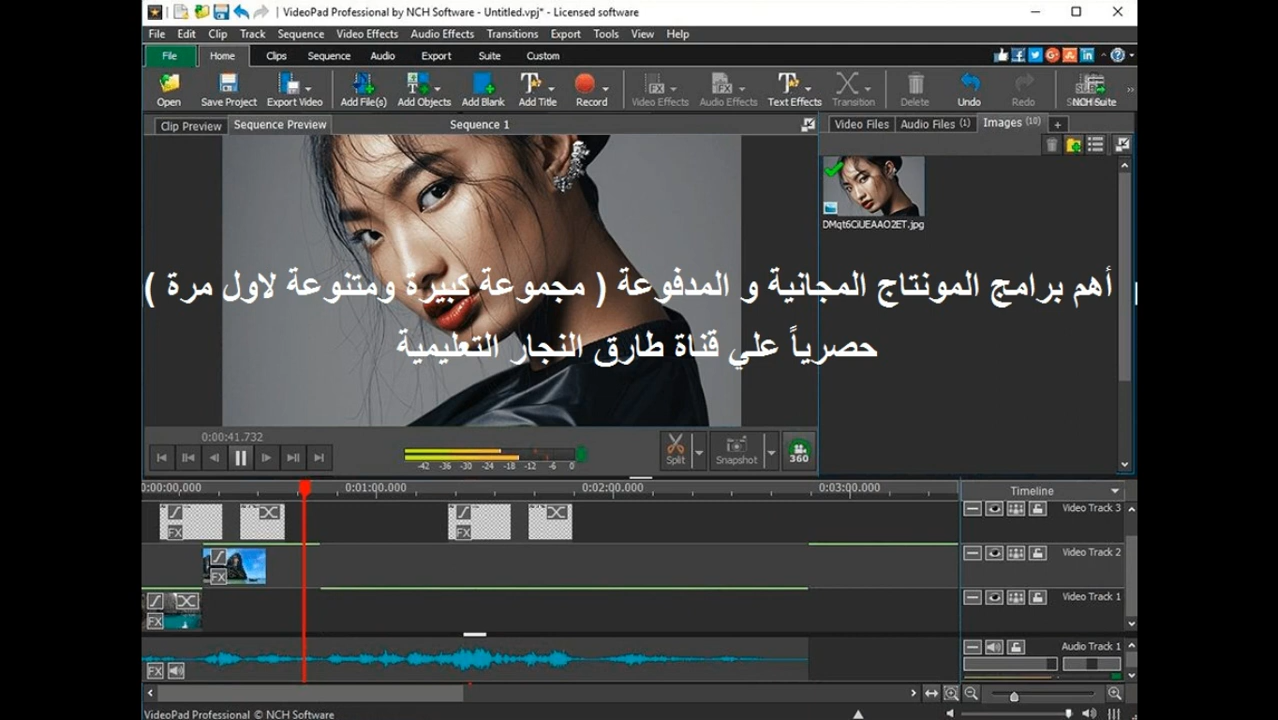 VideoPad Professional by NCH Software - Untitled.vpj* - Licensed software
File Edit Clip Track Sequence Video Effects Audio Effects Transitions Export Tools View Help
File Home Clips Sequence Audio Export Suite Custom
Open Save Project Export Video Add File(s) Add Objects Add Blank Add Title Record Video Effects Audio Effects Text Effects Transition Delete Undo Redo NCH Suite
Clip Preview Sequence Preview Sequence 1 Video Files Audio Files (1) Images (10) +
DMqt6CiUEAAO2ET.jpg
أهم برامج المونتاج المجانية و المدفوعة ( مجموعة كبيرة ومتنوعة لاول مرة )
حصرياً علي قناة طارق النجار التعليمية
0:00:41.732
-42 -36 -30 -24 -18 -12 -6 0
Split Snapshot 360
0:00:00,000 0:01:00.000 0:02:00.000 0:03:00.000 Timeline
Video Track 3
FX FX
Video Track 2
FX
Video Track 1
FX
Audio Track 1
FX
VideoPad Professional © NCH Software